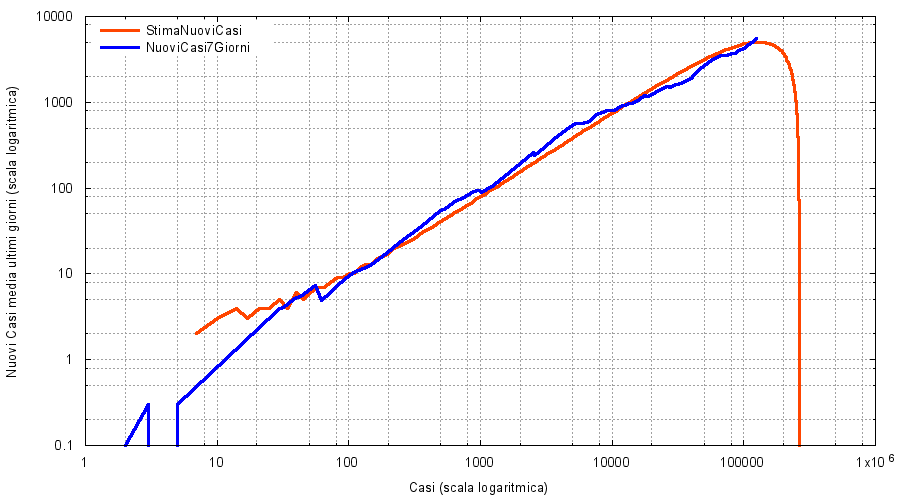 10000
StimaNuoviCasi
NuoviCasi7Giorni
1000
100
10
1
0.1
Nuovi Casi media ultimi giorni (scala logaritmica)
1 10 100 1000 10000 100000 1x10 6
Casi (scala logaritmica)